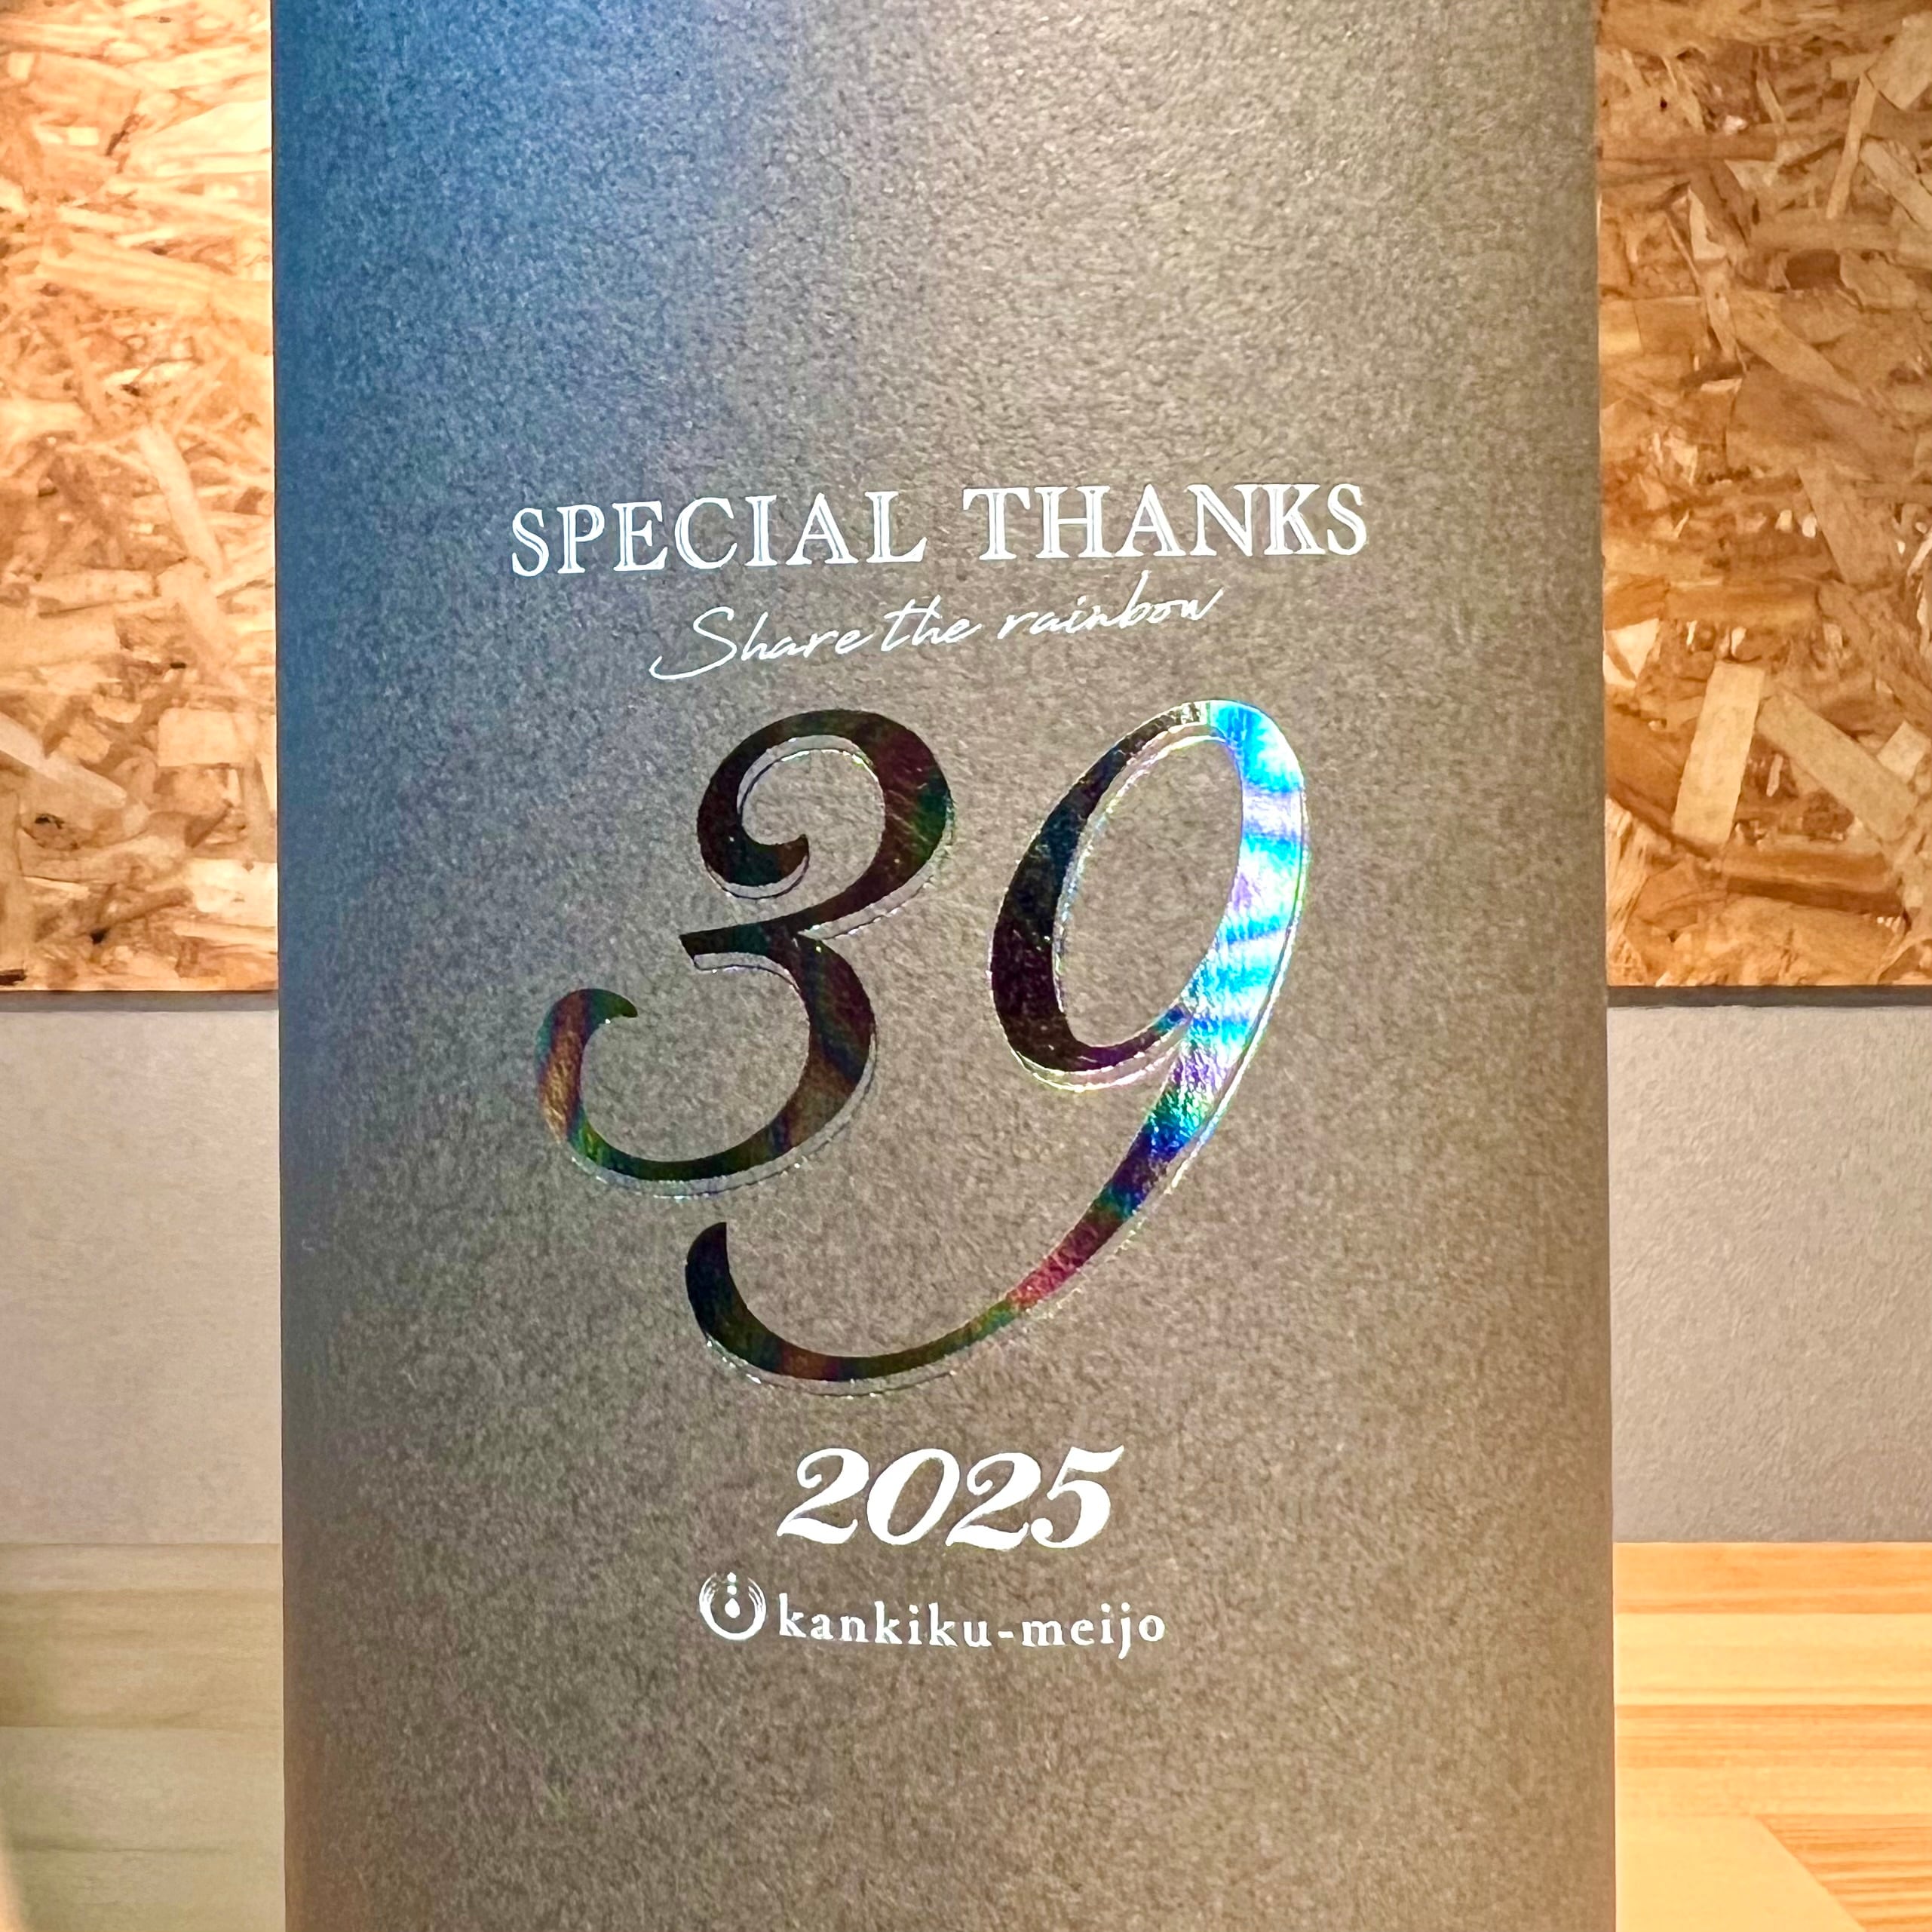 SPECIAL THANKS
Share the rainbow
39
2025
kankiku-meijo